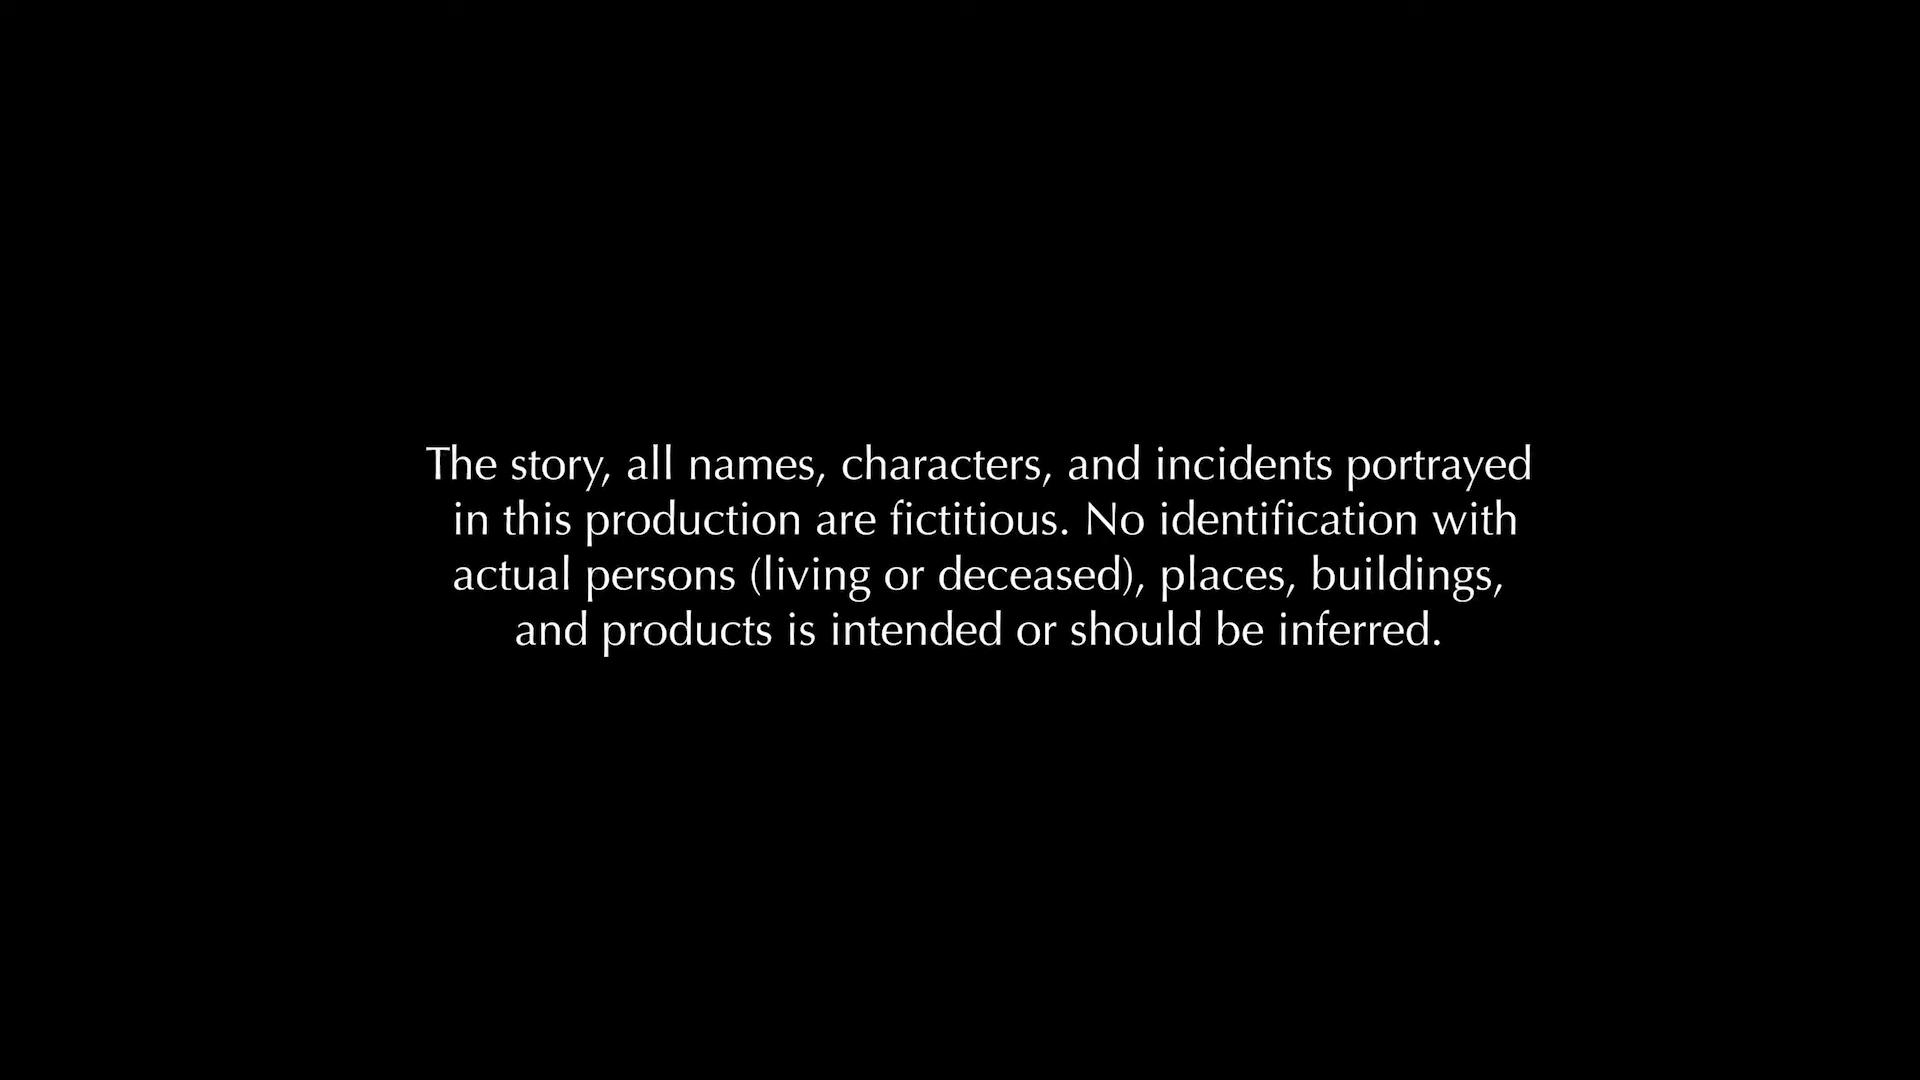 The story, all names, characters, and incidents portrayed
in this production are fictitious. No identification with
actual persons (living or deceased), places, buildings,
and products is intended or should be inferred.